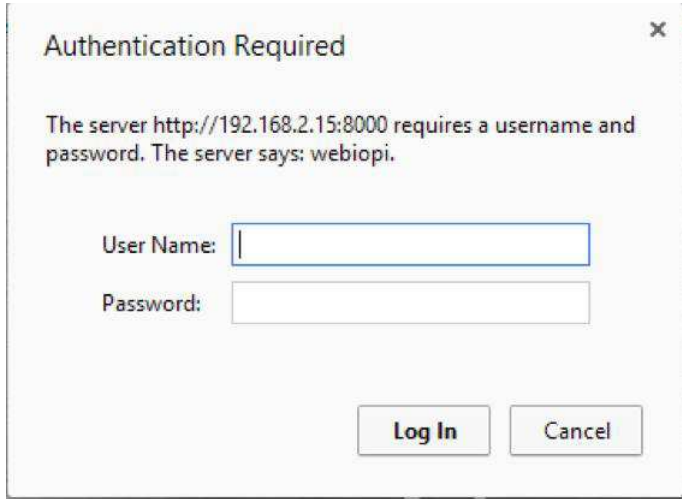 Authentication Required
The server http://192.168.2.15:8000 requires a username and
password. The server says: webiopi.
User Name:
Password:
Log In Cancel